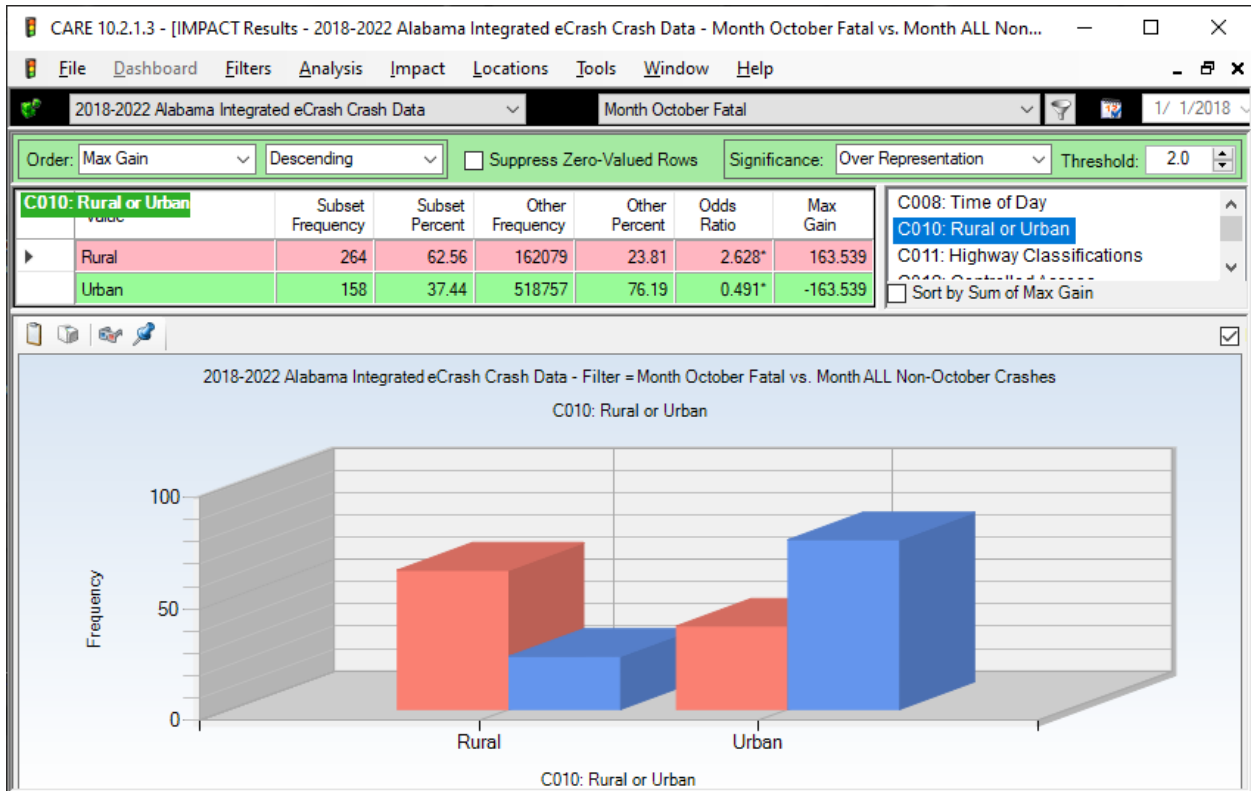 CARE 10.2.1.3 - [IMPACT Results - 2018-2022 Alabama Integrated eCrash Crash Data - Month October Fatal vs. Month ALL Non...
File Dashboard Filters Analysis Impact Locations Tools Window Help
2018-2022 Alabama Integrated eCrash Crash Data Month October Fatal 1/ 1/2018
Order: Max Gain Descending Suppress Zero-Valued Rows Significance: Over Representation Threshold: 2.0
C010: Rural or Urban Subset Frequency Subset Percent Other Frequency Other Percent Odds Ratio Max Gain
Rural 264 62.56 162079 23.81 2.628* 163.539
Urban 158 37.44 518757 76.19 0.491* -163.539
C008: Time of Day
C010: Rural or Urban
C011: Highway Classifications
Sort by Sum of Max Gain
2018-2022 Alabama Integrated eCrash Crash Data - Filter = Month October Fatal vs. Month ALL Non-October Crashes
C010: Rural or Urban
Frequency
100
50
0
Rural Urban
C010: Rural or Urban